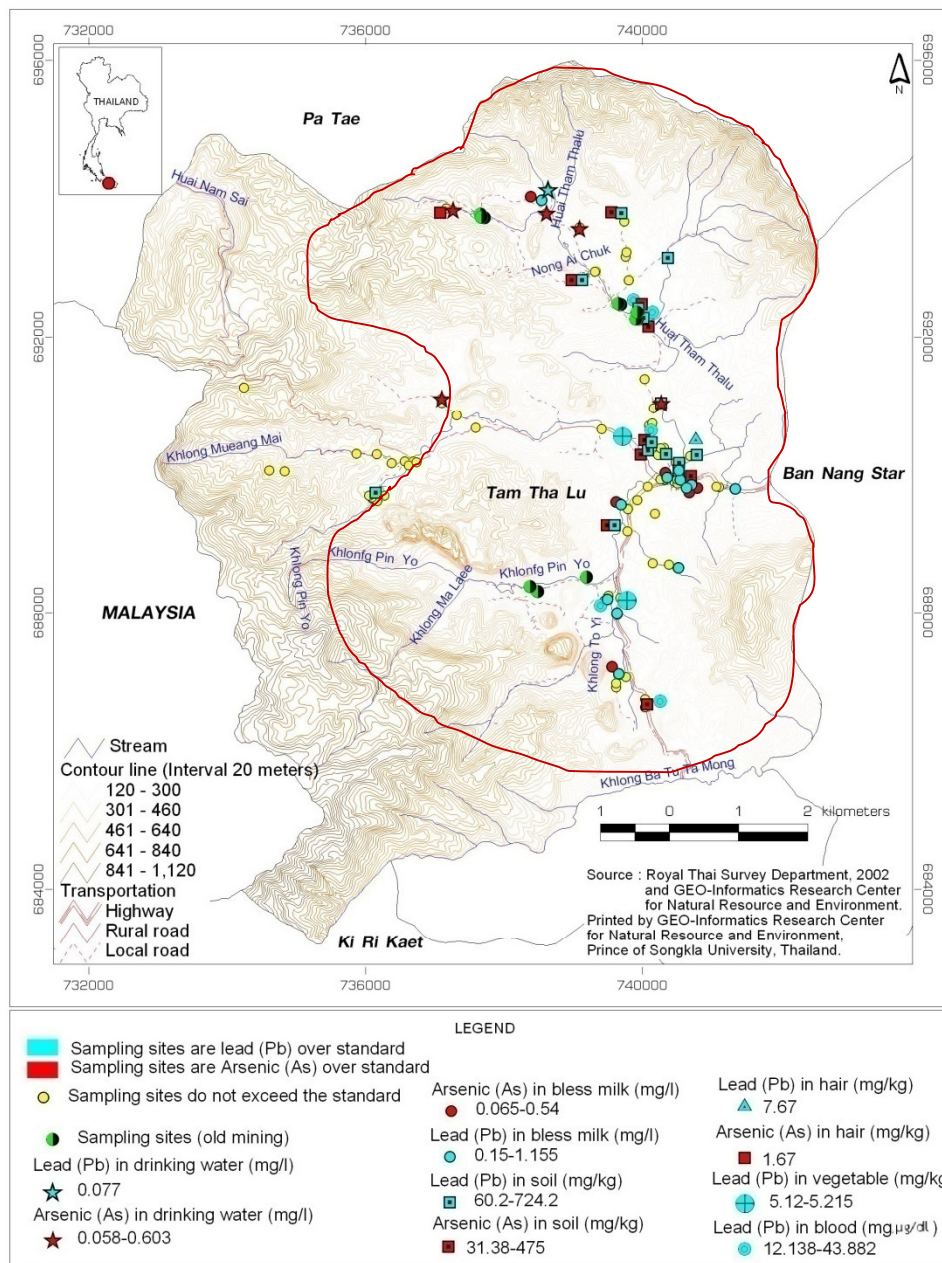 732000
736000
740000
696000
696000
THAILAND
N
Pa Tae
Huai Nam Sai
Huai Tham Thalu
Nong Ai Chuk
692000
692000
Huai Tham Thalu
Khlong Mueang Mai
Tam Tha Lu
Ban Nang Star
Khlonfg Pin Yo
Khlonfg Pin Yo
Khlong Pin Yo
Khlong Ma Laee
MALAYSIA
688000
688000
Khlong To Yi
Khlong Ba Tu Ta Mong
Stream
Contour line (Interval 20 meters)
120 - 300
301 - 460
461 - 640
641 - 840
841 - 1,120
Transportation
Highway
Rural road
Local road
1 0 1 2 kilometers
684000
684000
Source : Royal Thai Survey Department, 2002
and GEO-Informatics Research Center
for Natural Resource and Environment.
Printed by GEO-Informatics Research Center
for Natural Resource and Environment,
Prince of Songkla University, Thailand.
Ki Ri Kaet
732000
736000
740000
LEGEND
Sampling sites are lead (Pb) over standard
Sampling sites are Arsenic (As) over standard
Sampling sites do not exceed the standard
Sampling sites (old mining)
Lead (Pb) in drinking water (mg/l)
0.077
Arsenic (As) in drinking water (mg/l)
0.058-0.603
Arsenic (As) in bless milk (mg/l)
0.065-0.54
Lead (Pb) in bless milk (mg/l)
0.15-1.155
Lead (Pb) in soil (mg/kg)
60.2-724.2
Arsenic (As) in soil (mg/kg)
31.38-475
Lead (Pb) in hair (mg/kg)
7.67
Arsenic (As) in hair (mg/kg)
1.67
Lead (Pb) in vegetable (mg/kg
5.12-5.215
Lead (Pb) in blood (mg.µg/dl )
12.138-43.882